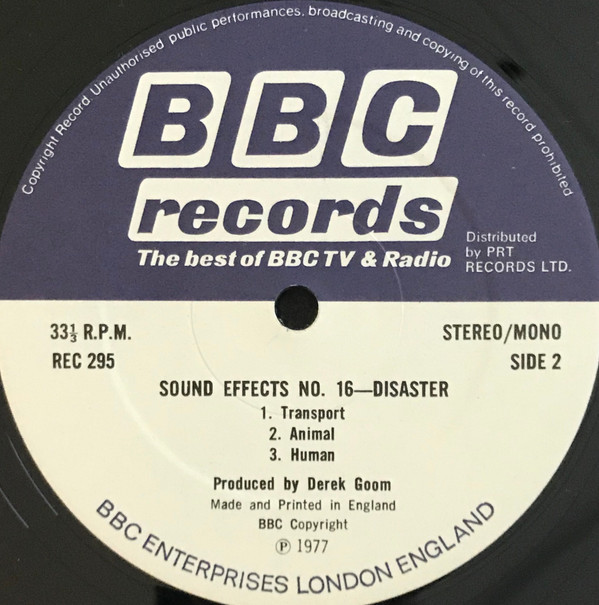 Copyright Record. Unauthorised public performances, broadcasting and copying of this record prohibited
BBC
records
The best of BBC TV & Radio
Distributed
by PRT
RECORDS LTD.
33⅓ R.P.M.
REC 295
STEREO/MONO
SIDE 2
SOUND EFFECTS NO. 16—DISASTER
1. Transport
2. Animal
3. Human
Produced by Derek Goom
Made and Printed in England
BBC Copyright
℗ 1977
BBC ENTERPRISES LONDON ENGLAND